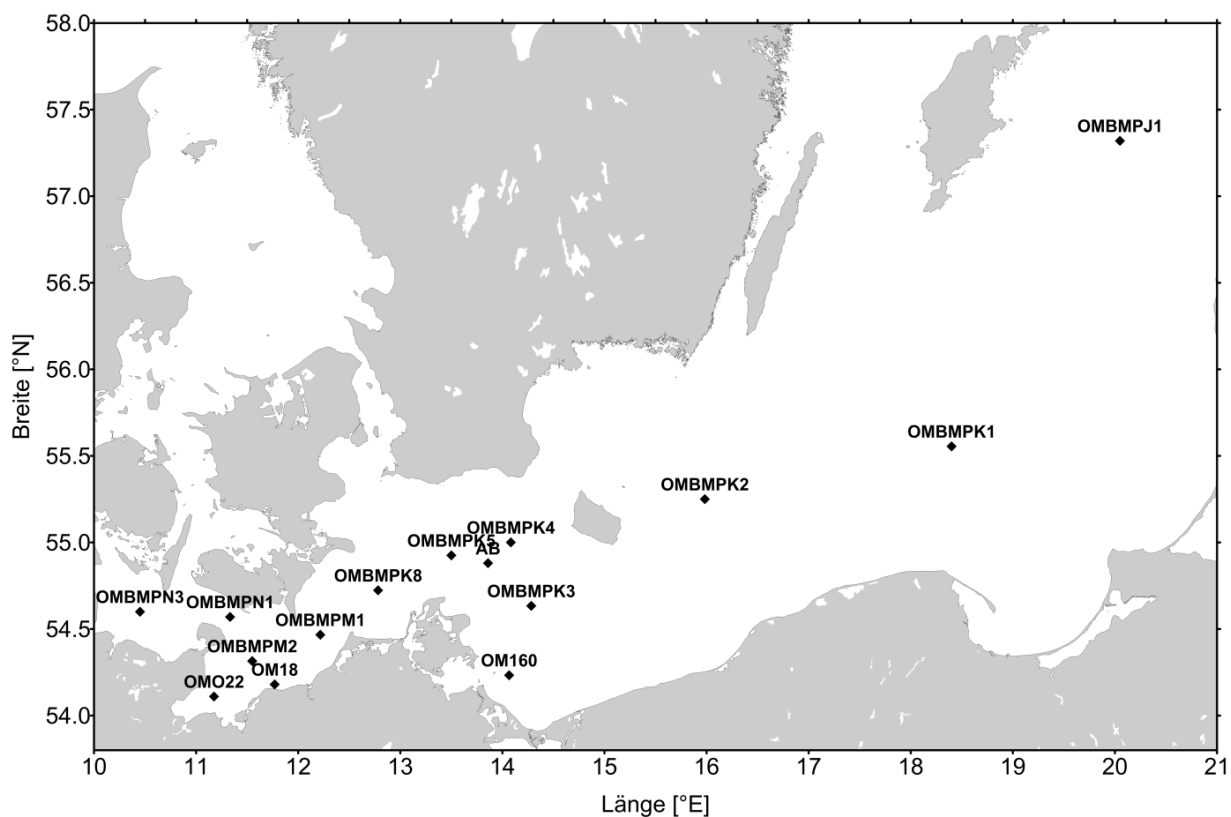 58.0
57.5
57.0
56.5
56.0
55.5
55.0
54.5
54.0
Breite [°N]
OMBMPJ1
OMBMPK1
OMBMPK2
OMBMPK4
OMBMPK5
AB
OMBMPK8
OMBMPK3
OMBMPN3
OMBMPN1
OMBMPM1
OMBMPM2
OM18
OM160
OMO22
10 11 12 13 14 15 16 17 18 19 20 21
Länge [°E]